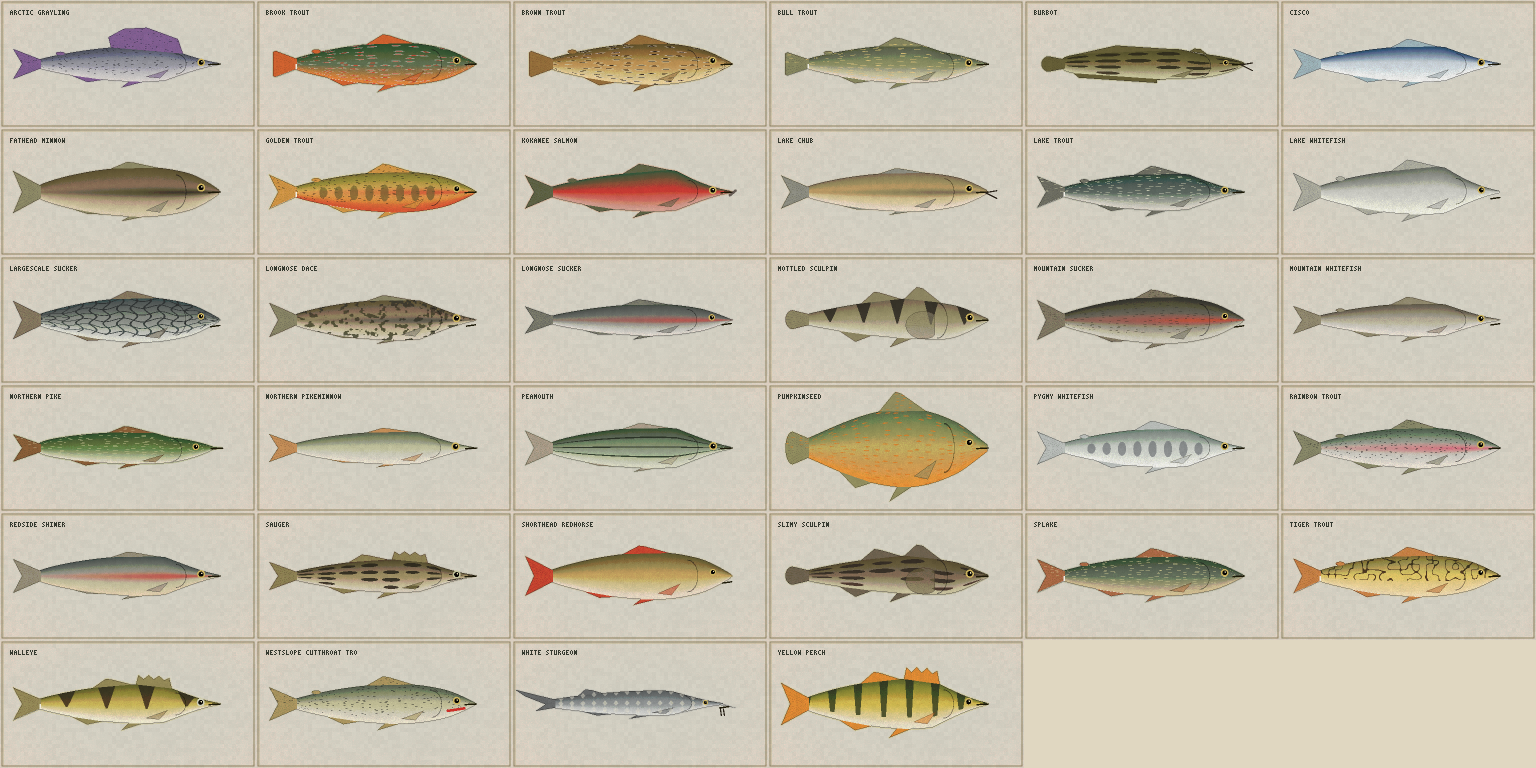 ARCTIC GRAYLING
BROOK TROUT
BROWN TROUT
BULL TROUT
BURBOT
CISCO
FATHEAD MINNOW
GOLDEN TROUT
KOKANEE SALMON
LAKE CHUB
LAKE TROUT
LAKE WHITEFISH
LARGESCALE SUCKER
LONGNOSE DACE
LONGNOSE SUCKER
MOTTLED SCULPIN
MOUNTAIN SUCKER
MOUNTAIN WHITEFISH
NORTHERN PIKE
NORTHERN PIKEMINNOW
PEAMOUTH
PUMPKINSEED
PYGMY WHITEFISH
RAINBOW TROUT
REDSIDE SHINER
SAUGER
SHORTHEAD REDHORSE
SLIMY SCULPIN
SPLAKE
TIGER TROUT
WALLEYE
WESTSLOPE CUTTHROAT TRO
WHITE STURGEON
YELLOW PERCH